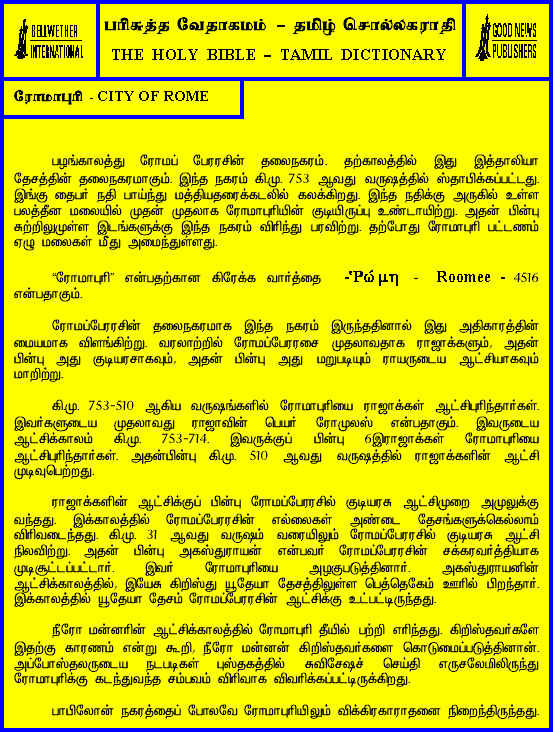 BELLWETHER
INTERNATIONAL
பரிசுத்த வேதாகமம் – தமிழ் சொல்லகராதி
THE HOLY BIBLE – TAMIL DICTIONARY
GOOD NEWS
PUBLISHERS
ரோமாபுரி - CITY OF ROME
பழங்காலத்து ரோமப் பேரரசின் தலைநகரம். தற்காலத்தில் இது இத்தாலியா
தேசத்தின் தலைநகரமாகும். இந்த நகரம் கி.மு. 753 ஆவது வருஷத்தில் ஸ்தாபிக்கப்பட்டது.
இங்கு தைபர் நதி பாய்ந்து மத்தியதரைக்கடலில் கலக்கிறது. இந்த நதிக்கு அருகில் உள்ள
பலத்தீன மலையில் முதன் முதலாக ரோமாபுரியின் குடியிருப்பு உண்டாயிற்று. அதன் பின்பு
சுற்றிலுமுள்ள இடங்களுக்கு இந்த நகரம் விரிந்து பரவிற்று. தற்போது ரோமாபுரி பட்டணம்
ஏழு மலைகள் மீது அமைந்துள்ளது.
“ரோமாபுரி” என்பதற்கான கிரேக்க வார்த்தை -Ῥώμη - Roomee - 4516
என்பதாகும்.
ரோமப்பேரரசின் தலைநகரமாக இந்த நகரம் இருந்ததினால் இது அதிகாரத்தின்
மையமாக விளங்கிற்று. வரலாற்றில் ரோமப்பேரரசை முதலாவதாக ராஜாக்களும், அதன்
பின்பு அது குடியரசாகவும், அதன் பின்பு அது மறுபடியும் ராயருடைய ஆட்சியாகவும்
மாறிற்று.
கி.மு. 753-510 ஆகிய வருஷங்களில் ரோமாபுரியை ராஜாக்கள் ஆட்சிபுரிந்தார்கள்.
இவர்களுடைய முதலாவது ராஜாவின் பெயர் ரோமுலஸ் என்பதாகும். இவருடைய
ஆட்சிக்காலம் கி.மு. 753-714. இவருக்குப் பின்பு 6இராஜாக்கள் ரோமாபுரியை
ஆட்சிபுரிந்தார்கள். அதன்பின்பு கி.மு. 510 ஆவது வருஷத்தில் ராஜாக்களின் ஆட்சி
முடிவுபெற்றது.
ராஜாக்களின் ஆட்சிக்குப் பின்பு ரோமப்பேரரசில் குடியரசு ஆட்சிமுறை அமுலுக்கு
வந்தது. இக்காலத்தில் ரோமப்பேரரசின் எல்லைகள் அண்டை தேசங்களுக்கெல்லாம்
விரிவடைந்தது. கி.மு. 31 ஆவது வருஷம் வரையிலும் ரோமப்பேரரசில் குடியரசு ஆட்சி
நிலவிற்று. அதன் பின்பு அகஸ்துராயன் என்பவர் ரோமப்பேரரசின் சக்கரவர்த்தியாக
முடிசூட்டப்பட்டார். இவர் ரோமாபுரியை அழகுபடுத்தினார். அகஸ்துராயனின்
ஆட்சிக்காலத்தில், இயேசு கிறிஸ்து யூதேயா தேசத்திலுள்ள பெத்தெகேம் ஊரில் பிறந்தார்.
இக்காலத்தில் யூதேயா தேசம் ரோமப்பேரரசின் ஆட்சிக்கு உட்பட்டிருந்தது.
நீரோ மன்னரின் ஆட்சிக்காலத்தில் ரோமாபுரி தீயில் பற்றி எரிந்தது. கிறிஸ்தவர்களே
இதற்கு காரணம் என்று கூறி, நீரோ மன்னன் கிறிஸ்தவர்களை கொடுமைப்படுத்தினான்.
அப்போஸ்தலருடைய நடபடிகள் புஸ்தகத்தில் சுவிசேஷச் செய்தி எருசலேமிலிருந்து
ரோமாபுரிக்கு கடந்துவந்த சம்பவம் விரிவாக விவரிக்கப்பட்டிருக்கிறது.
பாபிலோன் நகரத்தைப் போலவே ரோமாபுரியிலும் விக்கிரகாராதனை நிறைந்திருந்தது.